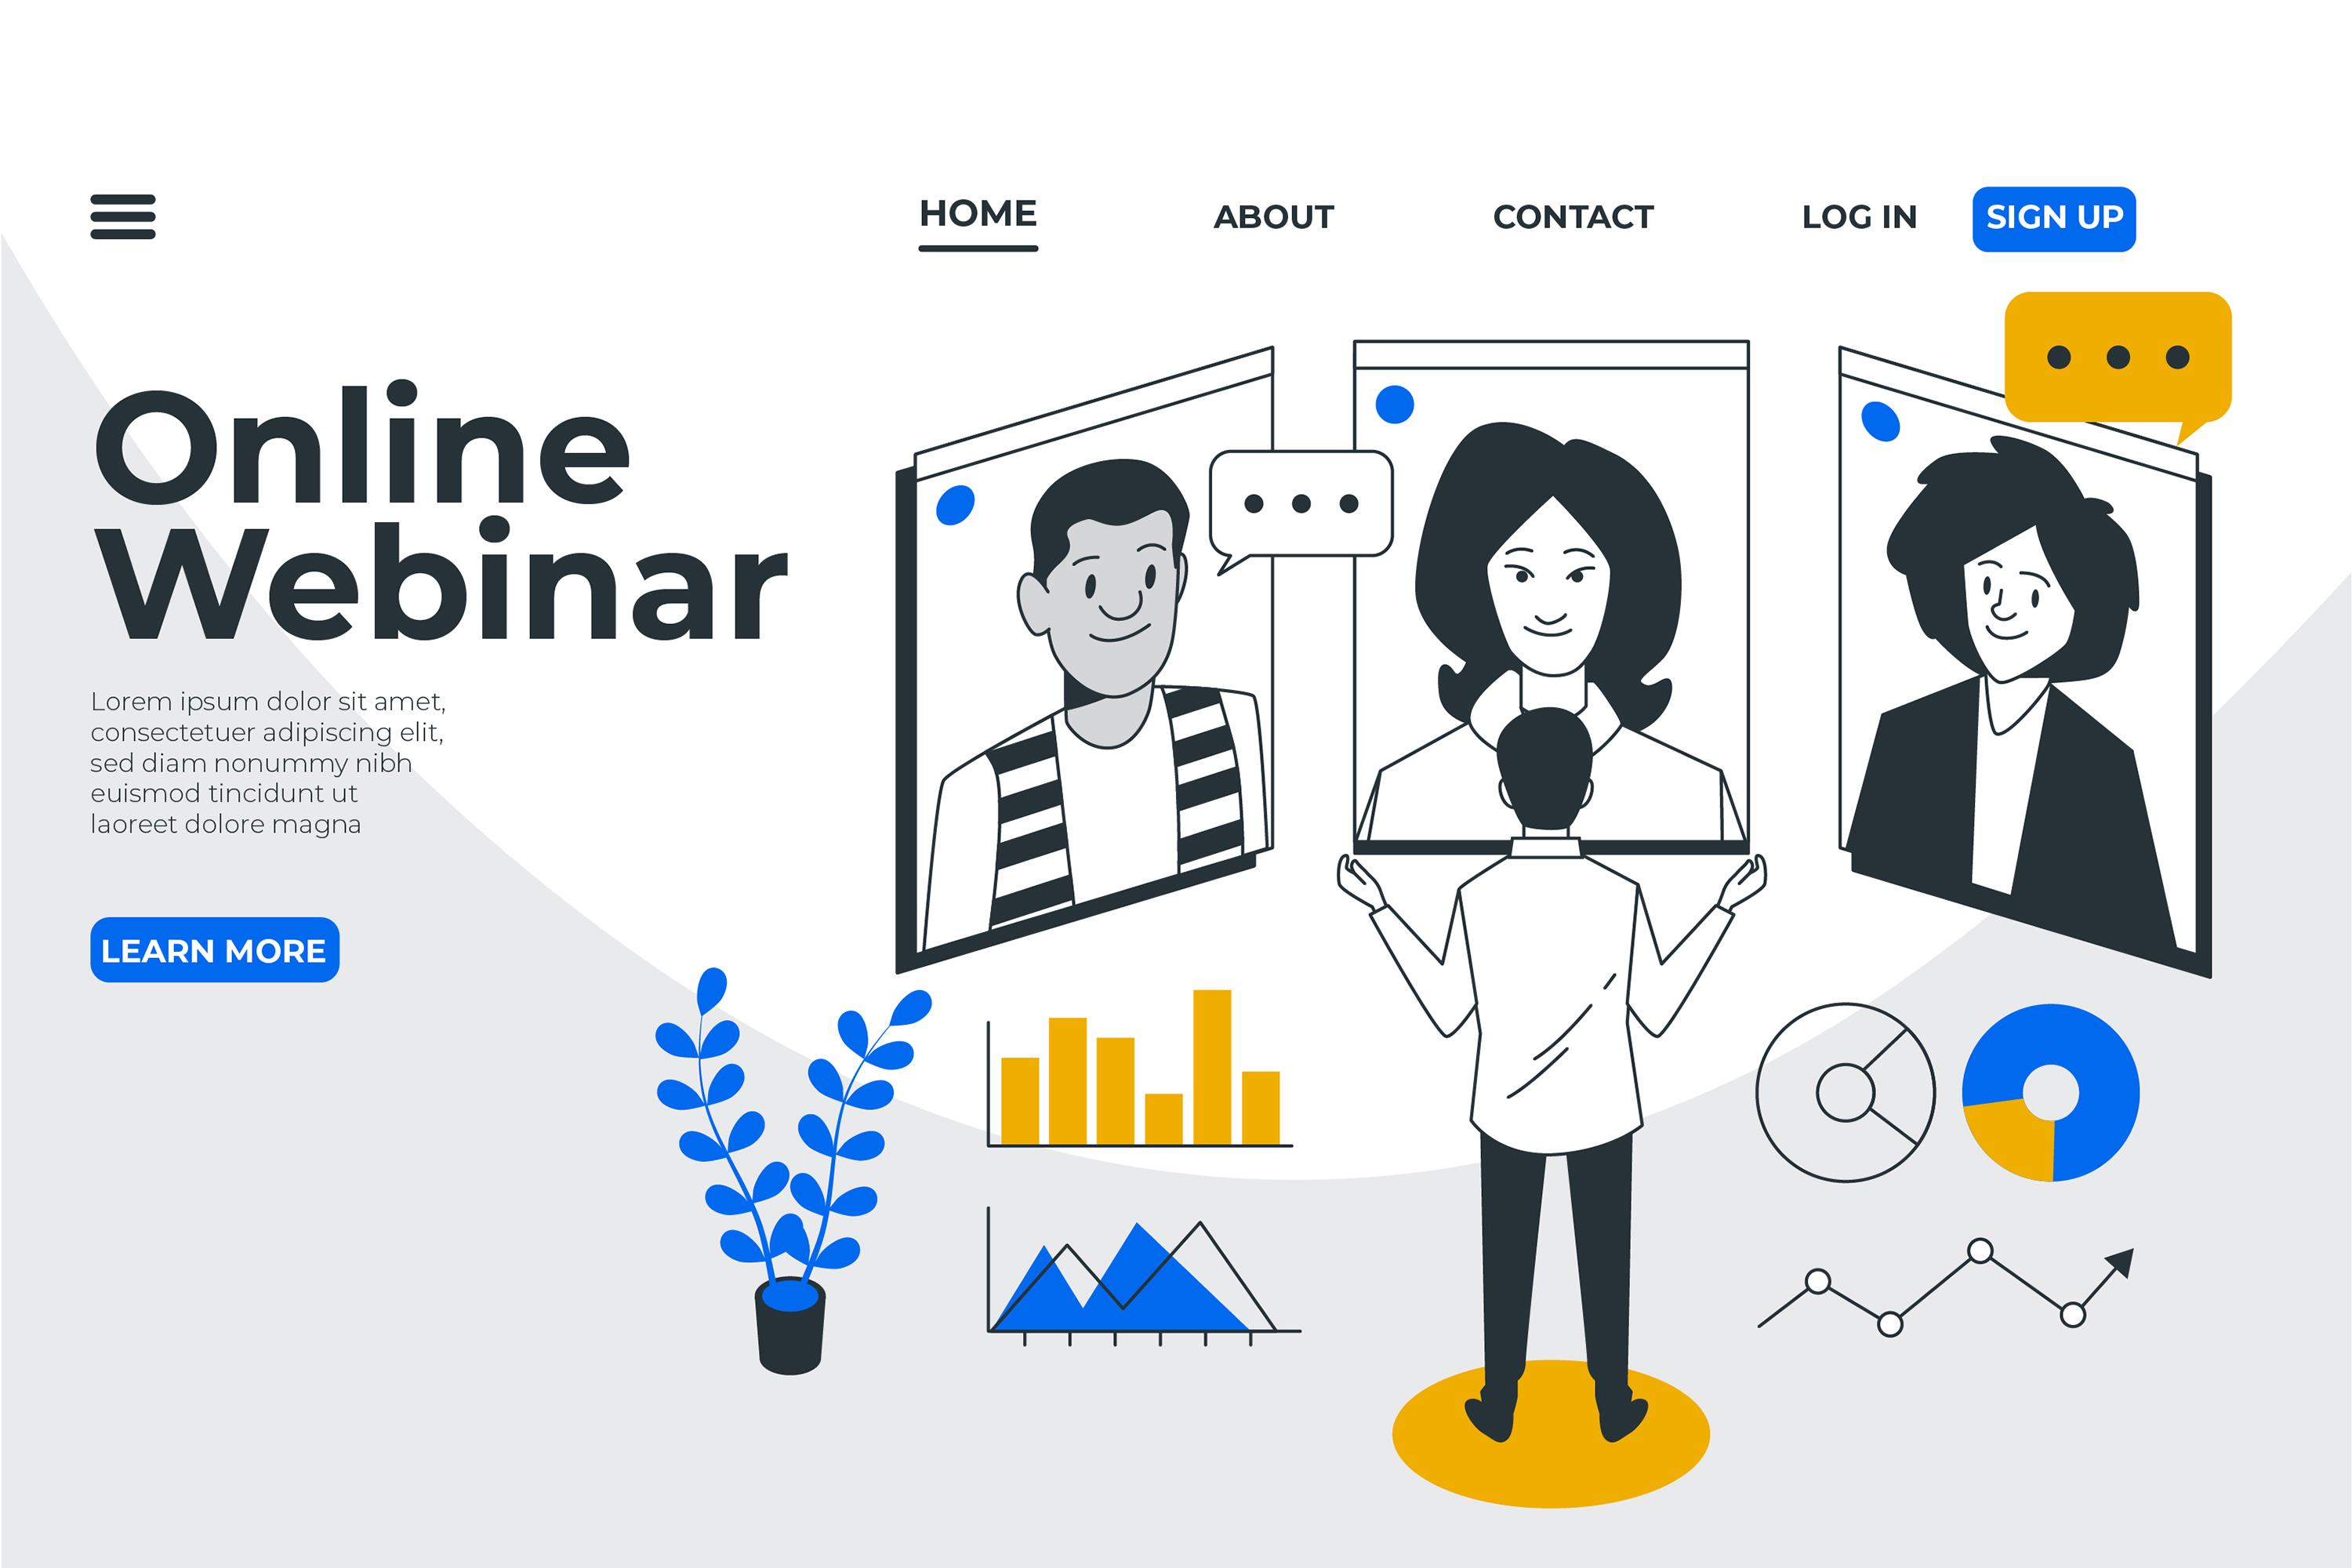 HOME ABOUT CONTACT LOG IN SIGN UP
Online
Webinar
Lorem ipsum dolor sit amet,
consectetuer adipiscing elit,
sed diam nonummy nibh
euismod tincidunt ut
laoreet dolore magna
LEARN MORE